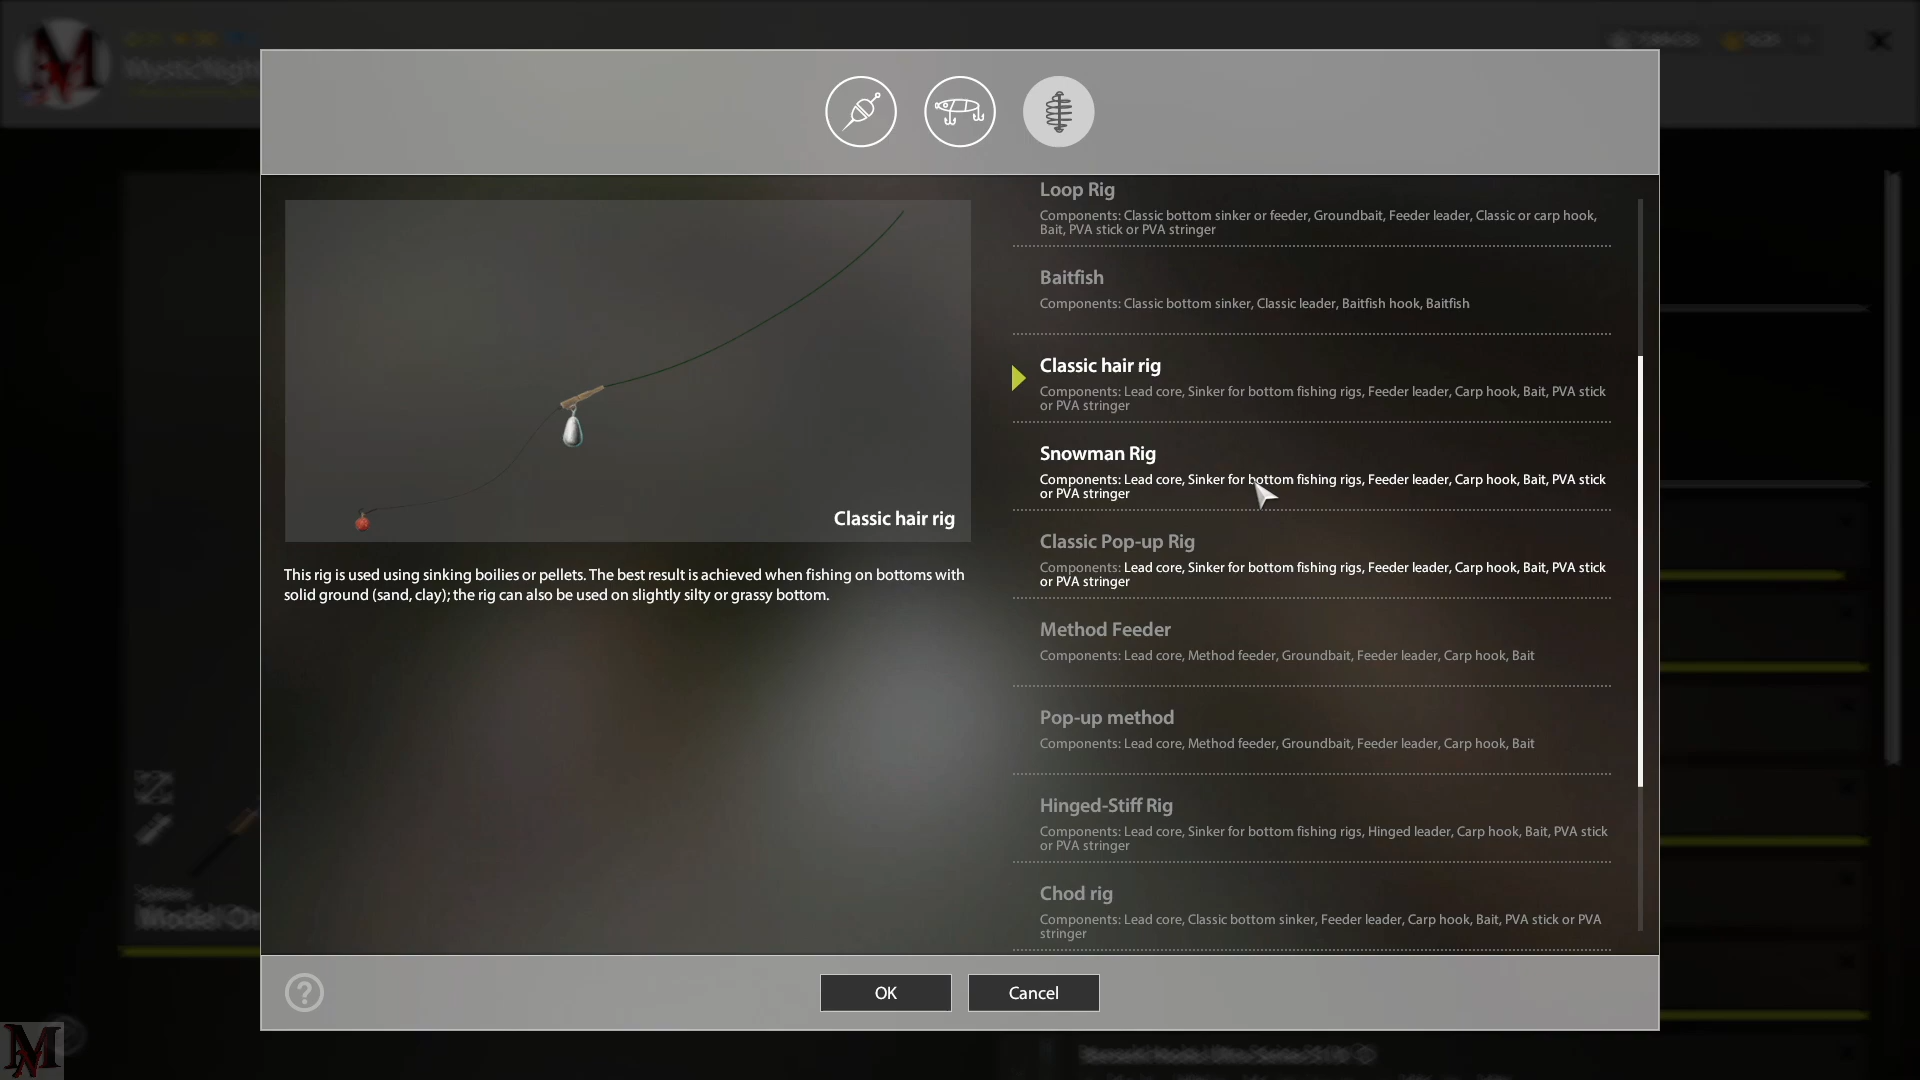 Loop Rig
Components: Classic bottom sinker or feeder, Groundbait, Feeder leader, Classic or carp hook,
Bait, PVA stick or PVA stringer
Baitfish
Components: Classic bottom sinker, Classic leader, Baitfish hook, Baitfish
Classic hair rig
Components: Lead core, Sinker for bottom fishing rigs, Feeder leader, Carp hook, Bait, PVA stick
or PVA stringer
Snowman Rig
Components: Lead core, Sinker for bottom fishing rigs, Feeder leader, Carp hook, Bait, PVA stick
or PVA stringer
Classic Pop-up Rig
Components: Lead core, Sinker for bottom fishing rigs, Feeder leader, Carp hook, Bait, PVA stick
or PVA stringer
Method Feeder
Components: Lead core, Method feeder, Groundbait, Feeder leader, Carp hook, Bait
Pop-up method
Components: Lead core, Method feeder, Groundbait, Feeder leader, Carp hook, Bait
Hinged-Stiff Rig
Components: Lead core, Sinker for bottom fishing rigs, Hinged leader, Carp hook, Bait, PVA stick
or PVA stringer
Chod rig
Components: Lead core, Classic bottom sinker, Feeder leader, Carp hook, Bait, PVA stick or PVA
stringer
Classic hair rig
This rig is used using sinking boilies or pellets. The best result is achieved when fishing on bottoms with
solid ground (sand, clay); the rig can also be used on slightly silty or grassy bottom.
?
OK
Cancel